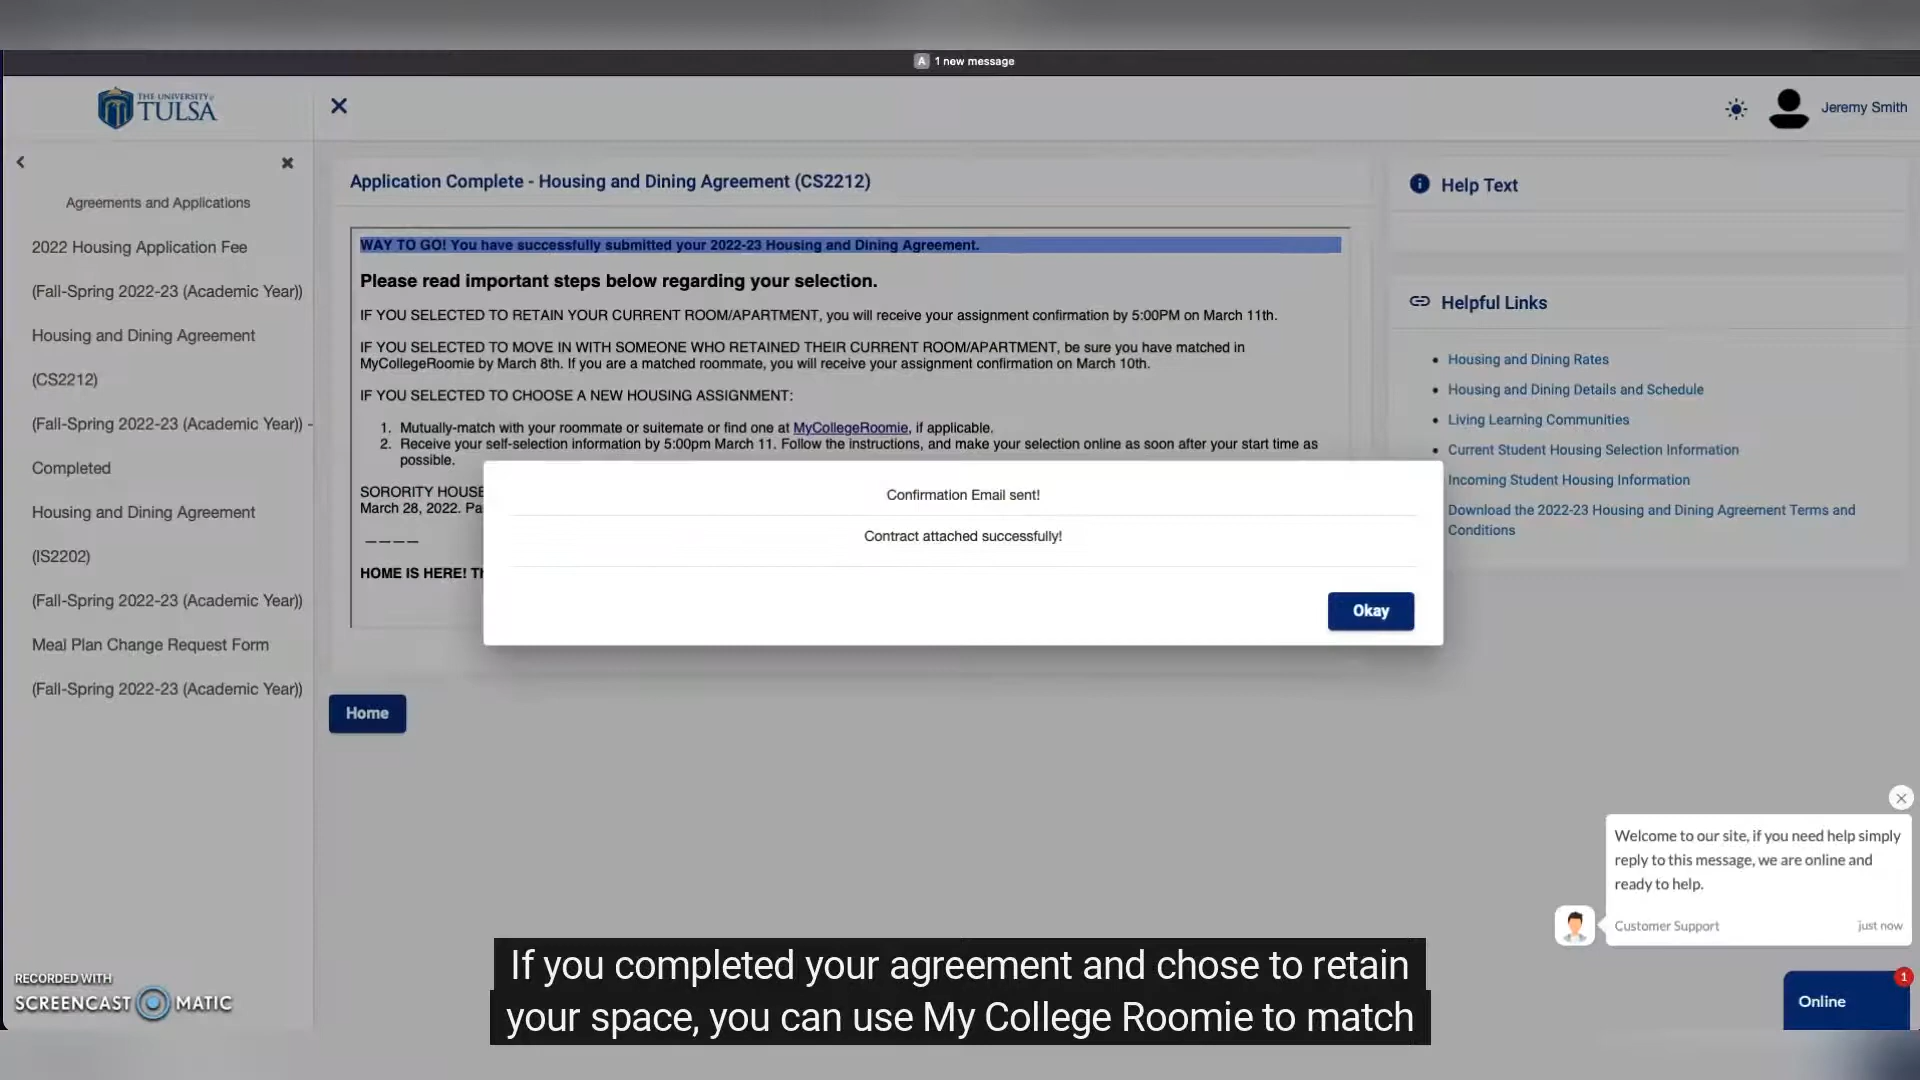 A 1 new message
THE UNIVERSITY of
TULSA
Jeremy Smith
Agreements and Applications
2022 Housing Application Fee
(Fall-Spring 2022-23 (Academic Year))
Housing and Dining Agreement
(CS2212)
(Fall-Spring 2022-23 (Academic Year)) -
Completed
Housing and Dining Agreement
(IS2202)
(Fall-Spring 2022-23 (Academic Year))
Meal Plan Change Request Form
(Fall-Spring 2022-23 (Academic Year))
Application Complete - Housing and Dining Agreement (CS2212)
WAY TO GO! You have successfully submitted your 2022-23 Housing and Dining Agreement.
Please read important steps below regarding your selection.
IF YOU SELECTED TO RETAIN YOUR CURRENT ROOM/APARTMENT, you will receive your assignment confirmation by 5:00PM on March 11th.
IF YOU SELECTED TO MOVE IN WITH SOMEONE WHO RETAINED THEIR CURRENT ROOM/APARTMENT, be sure you have matched in
MyCollegeRoomie by March 8th. If you are a matched roommate, you will receive your assignment confirmation on March 10th.
IF YOU SELECTED TO CHOOSE A NEW HOUSING ASSIGNMENT:
1. Mutually-match with your roommate or suitemate or find one at MyCollegeRoomie, if applicable.
2. Receive your self-selection information by 5:00pm March 11. Follow the instructions, and make your selection online as soon after your start time as
possible.
SORORITY HOUSE
March 28, 2022. Pa
————
HOME IS HERE! Th
Confirmation Email sent!
Contract attached successfully!
Okay
Home
Help Text
Helpful Links
• Housing and Dining Rates
• Housing and Dining Details and Schedule
• Living Learning Communities
• Current Student Housing Selection Information
Incoming Student Housing Information
Download the 2022-23 Housing and Dining Agreement Terms and
Conditions
Welcome to our site, if you need help simply
reply to this message, we are online and
ready to help.
Customer Support just now
1
Online
RECORDED WITH
SCREENCAST MATIC
If you completed your agreement and chose to retain
your space, you can use My College Roomie to match